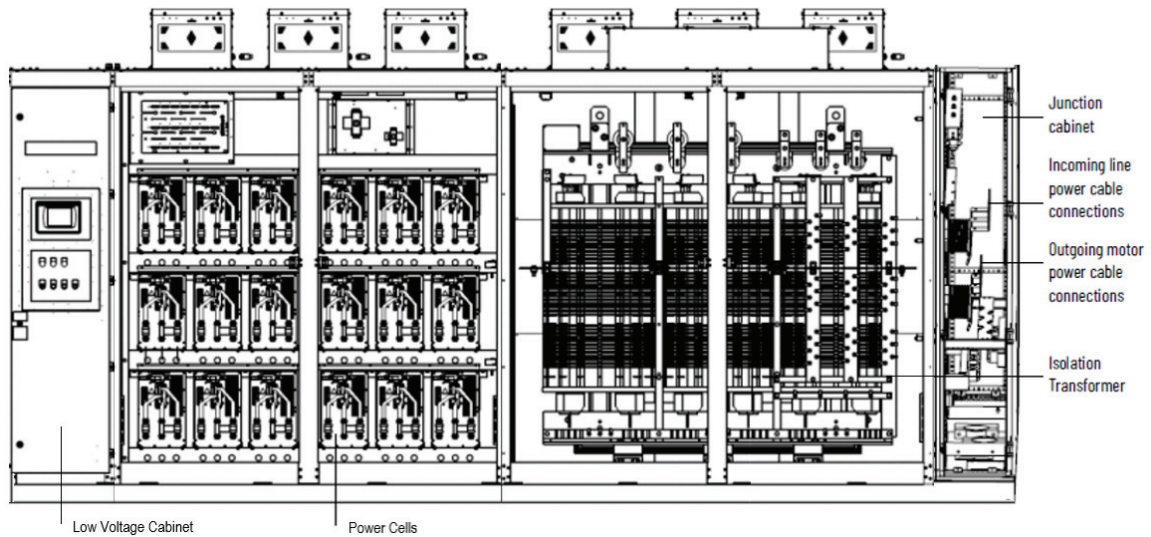 Junction
cabinet
Incoming line
power cable
connections
Outgoing motor
power cable
connections
Isolation
Transformer
Low Voltage Cabinet
Power Cells